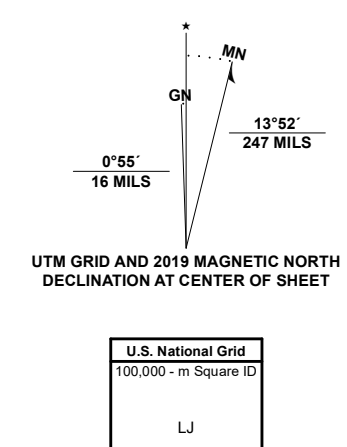 ★
MN
GN
13°52´
247 MILS
0°55´
16 MILS
UTM GRID AND 2019 MAGNETIC NORTH
DECLINATION AT CENTER OF SHEET
U.S. National Grid
100,000 - m Square ID
LJ